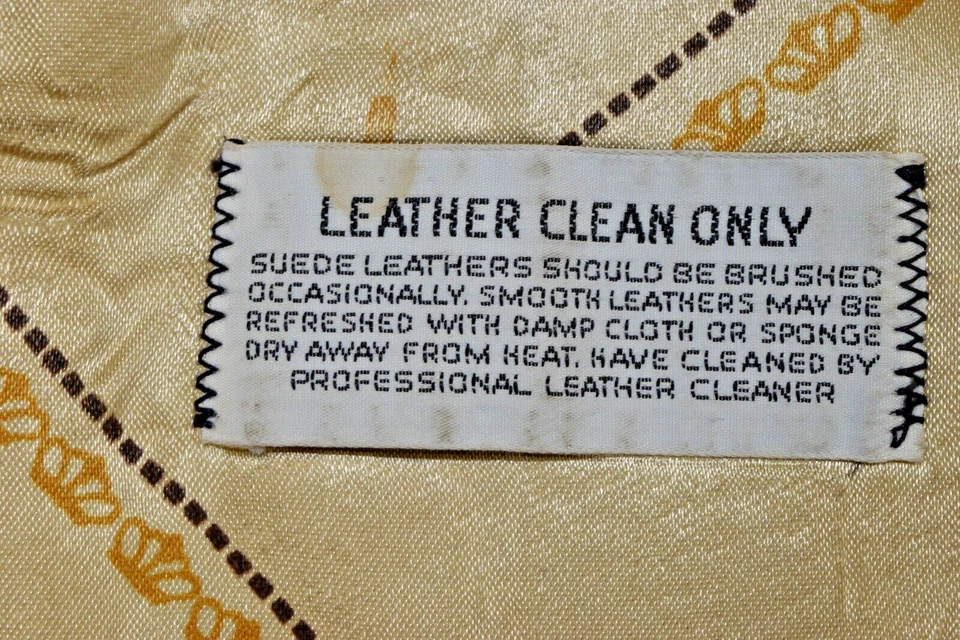 LEATHER CLEAN ONLY
SUEDE LEATHERS SHOULD BE BRUSHED
OCCASIONALLY. SMOOTH LEATHERS MAY BE
REFRESHED WITH DAMP CLOTH OR SPONGE
DRY AWAY FROM HEAT. HAVE CLEANED BY
PROFESSIONAL LEATHER CLEANER